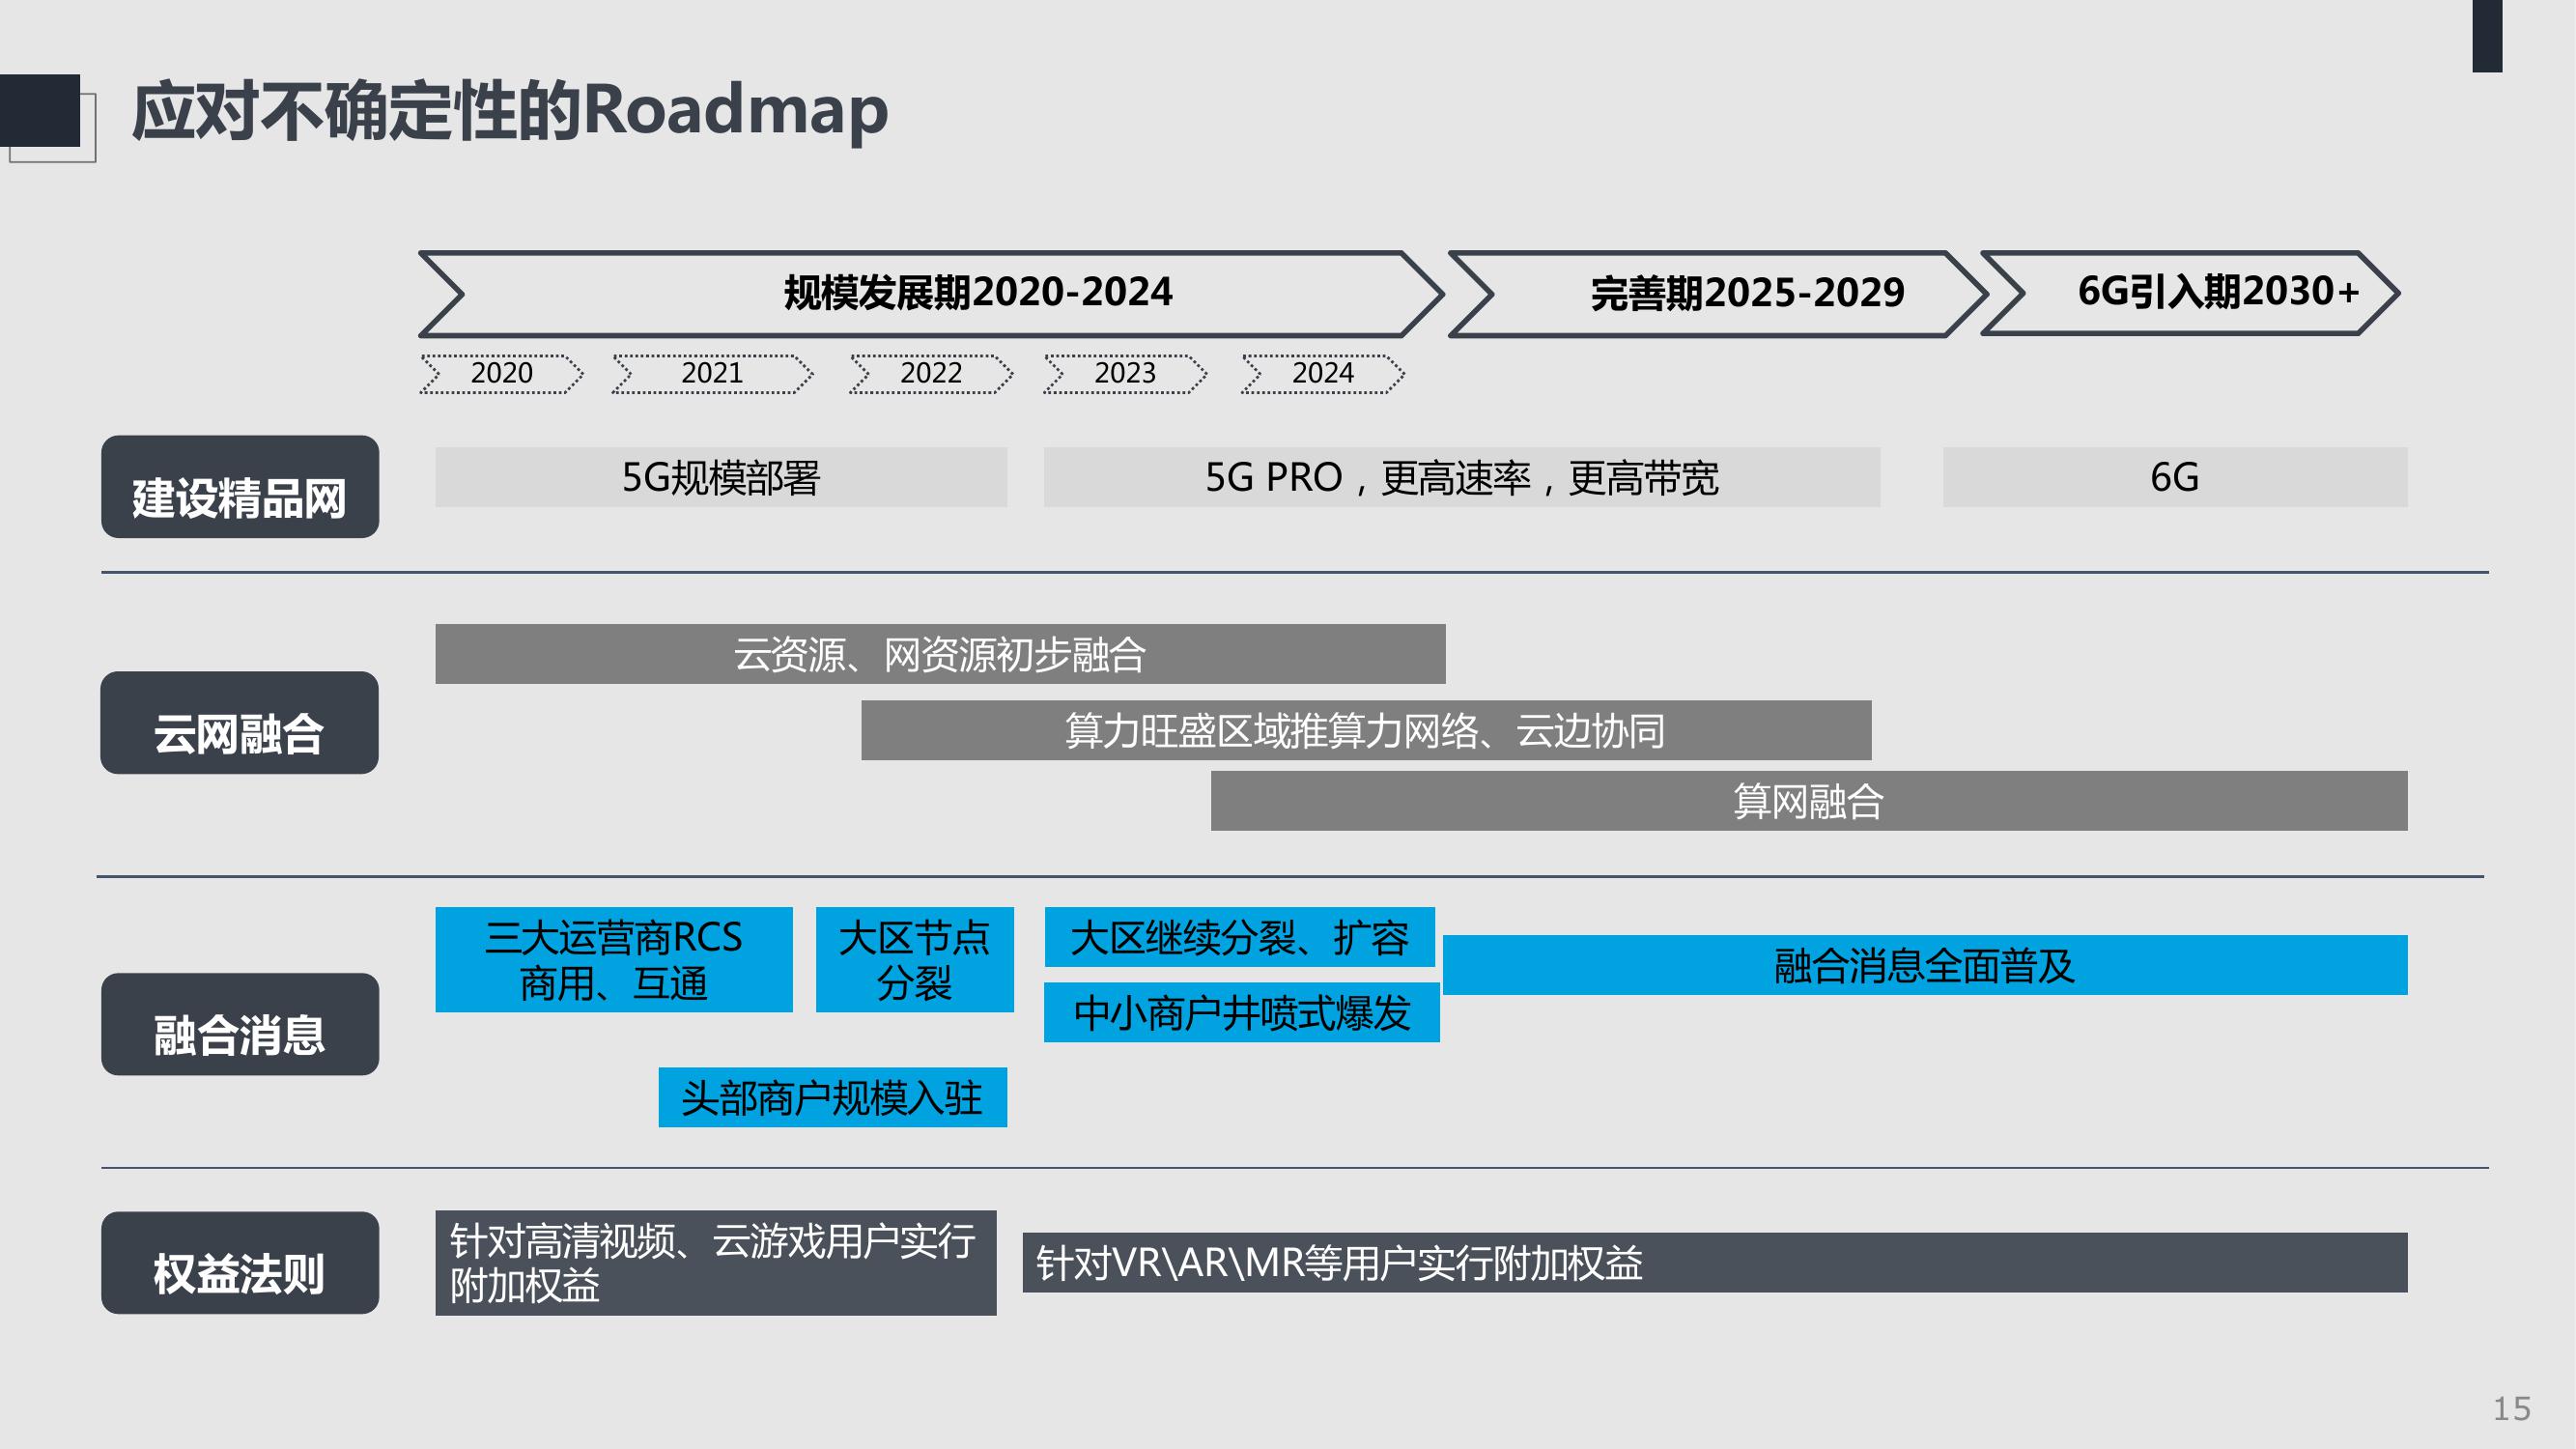 应对不确定性的Roadmap
规模发展期2020-2024
完善期2025-2029
6G引入期2030+
2020
2021
2022
2023
2024
建设精品网
5G规模部署
5G PRO，更高速率，更高带宽
6G
云网融合
云资源、网资源初步融合
算力旺盛区域推算力网络、云边协同
算网融合
融合消息
三大运营商RCS
商用、互通
大区节点
分裂
大区继续分裂、扩容
中小商户井喷式爆发
融合消息全面普及
头部商户规模入驻
权益法则
针对高清视频、云游戏用户实行
附加权益
针对VR\AR\MR等用户实行附加权益
15